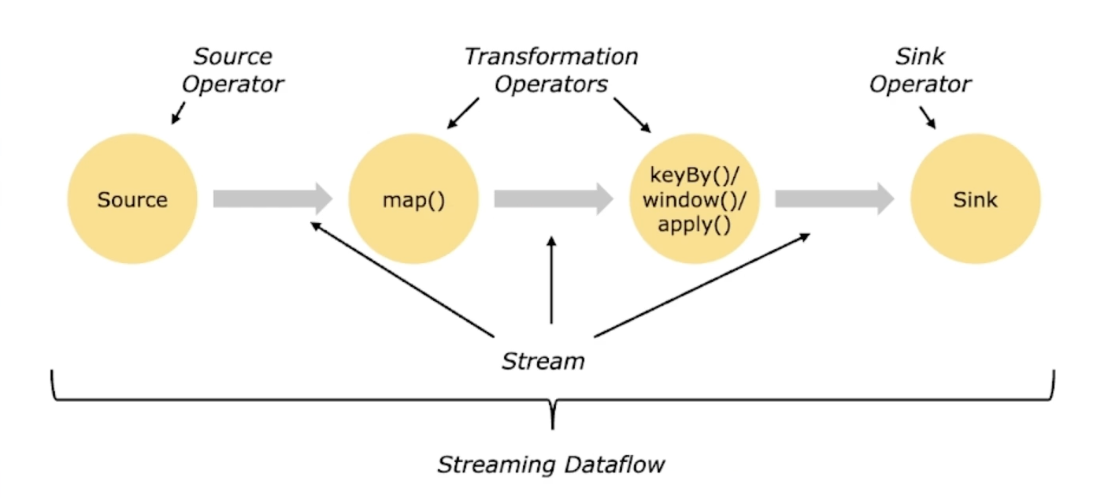 Source
Operator
Transformation
Operators
Sink
Operator
Source
map()
keyBy()/
window()/
apply()
Sink
Stream
Streaming Dataflow